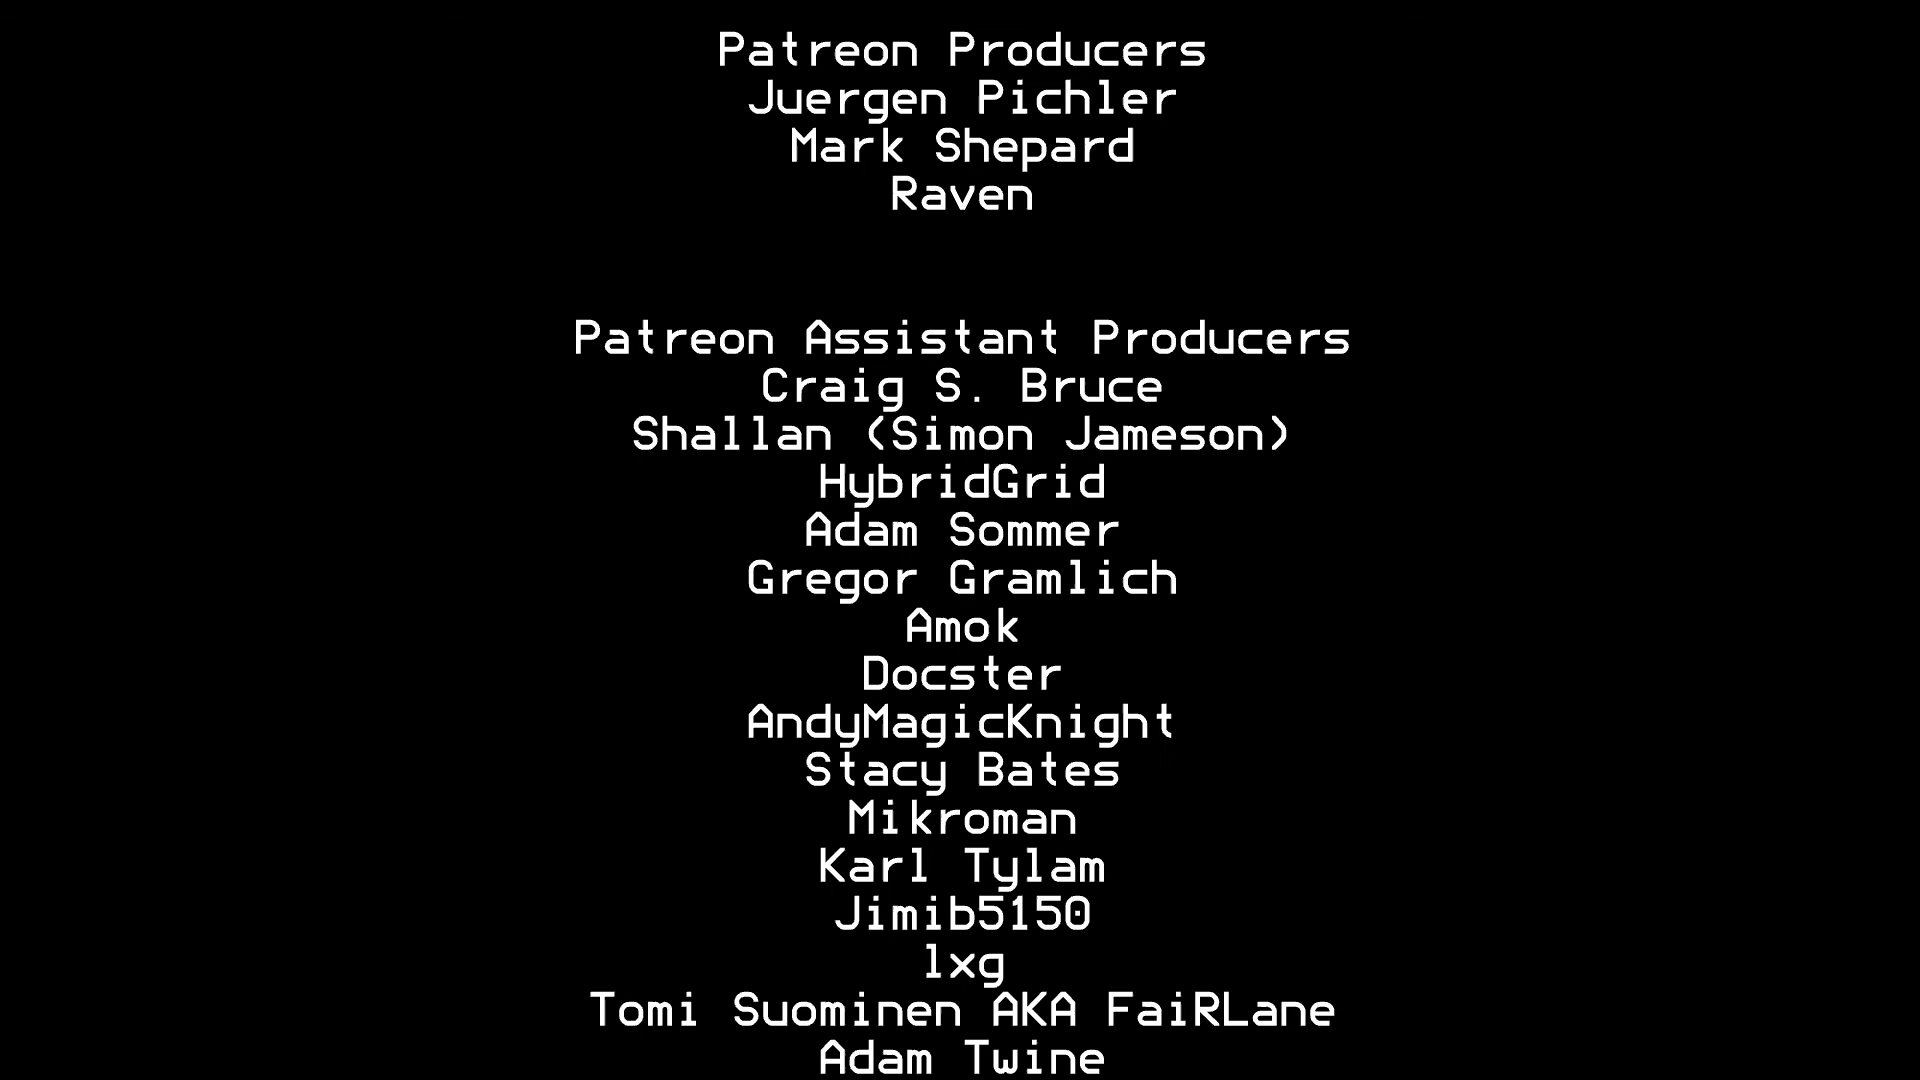 Patreon Producers
Juergen Pichler
Mark Shepard
Raven
Patreon Assistant Producers
Craig S. Bruce
Shallan (Simon Jameson)
HybridGrid
Adam Sommer
Gregor Gramlich
Amok
Docster
AndyMagicKnight
Stacy Bates
Mikroman
Karl Tylam
Jimib5150
lxg
Tomi Suominen AKA FaiRLane
Adam Twine